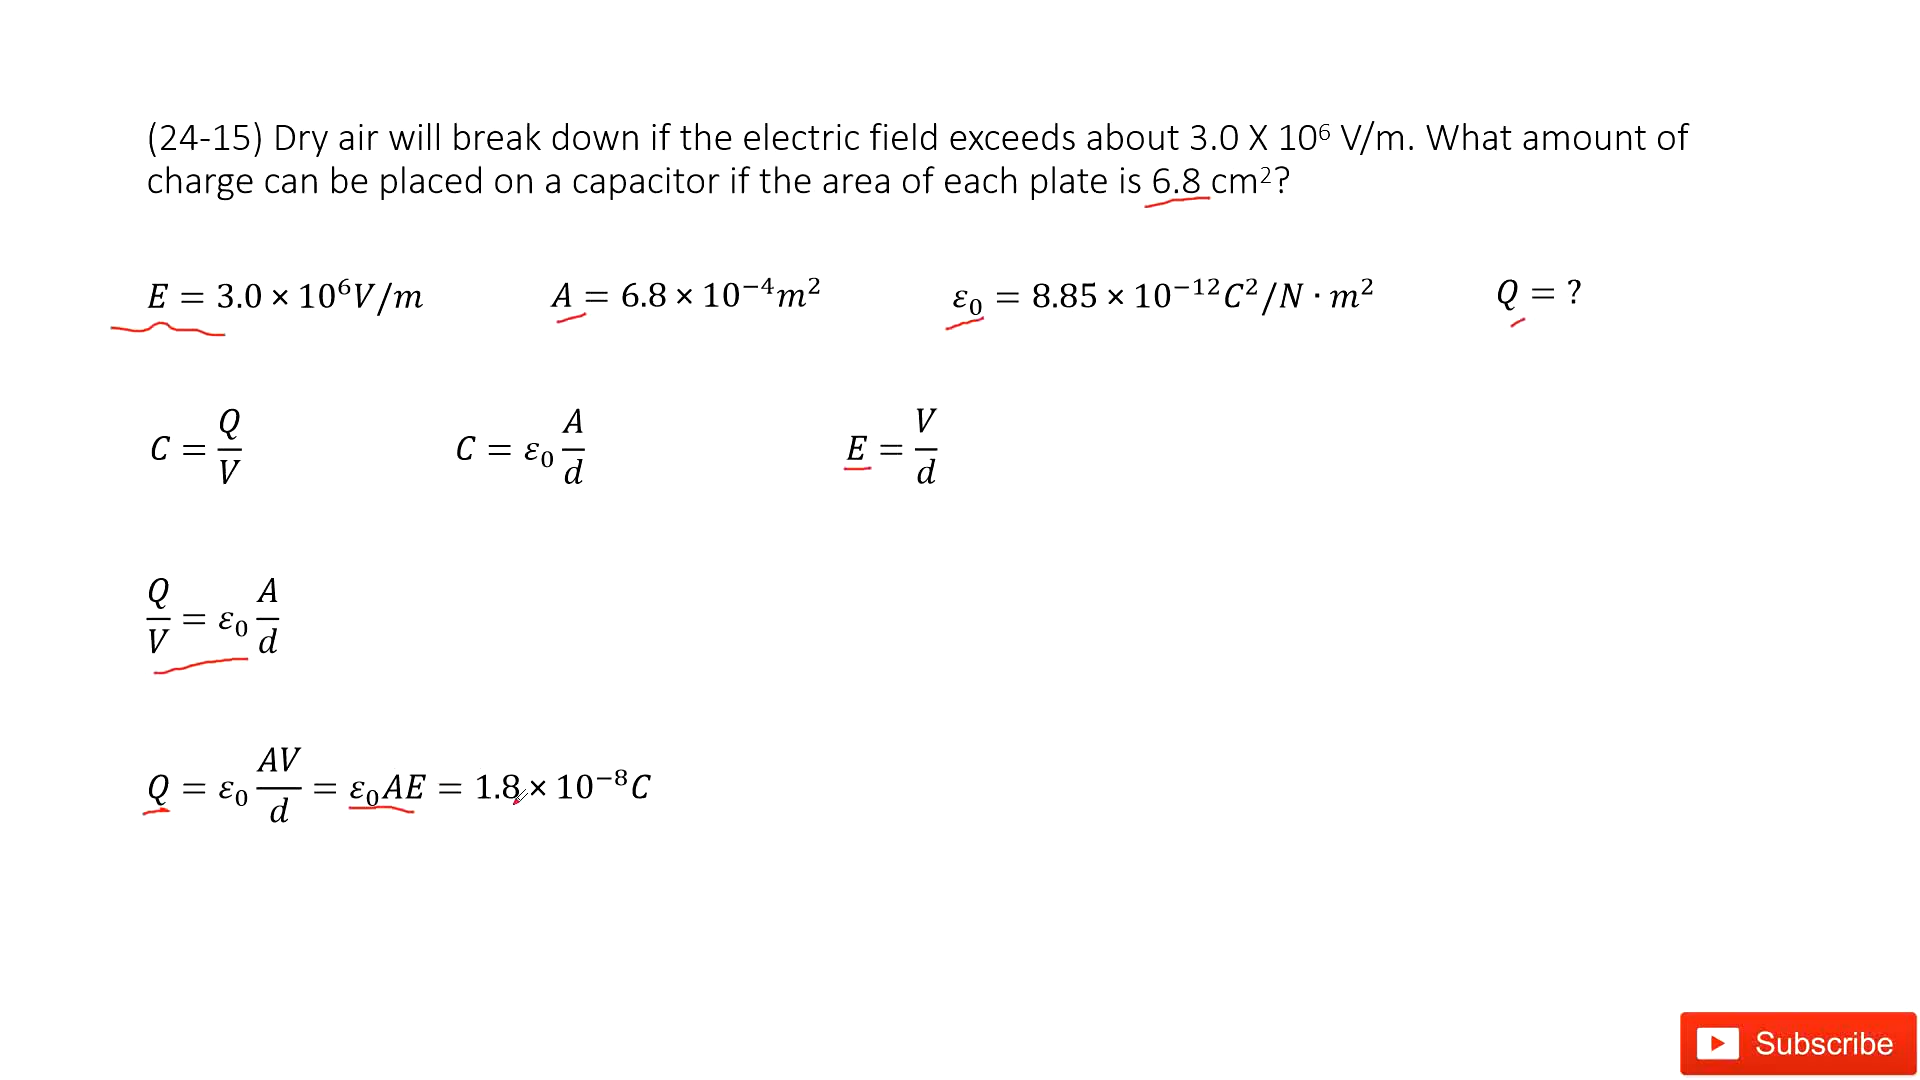 (24-15) Dry air will break down if the electric field exceeds about 3.0 X 10⁶ V/m. What amount of
charge can be placed on a capacitor if the area of each plate is 6.8 cm²?
E = 3.0 × 10⁶V/m A = 6.8 × 10⁻⁴m² ε₀ = 8.85 × 10⁻¹²C²/N · m² Q = ?
C = Q/V C = ε₀ A/d E = V/d
Q/V = ε₀ A/d
Q = ε₀ AV/d = ε₀AE = 1.8 × 10⁻⁸C
Subscribe